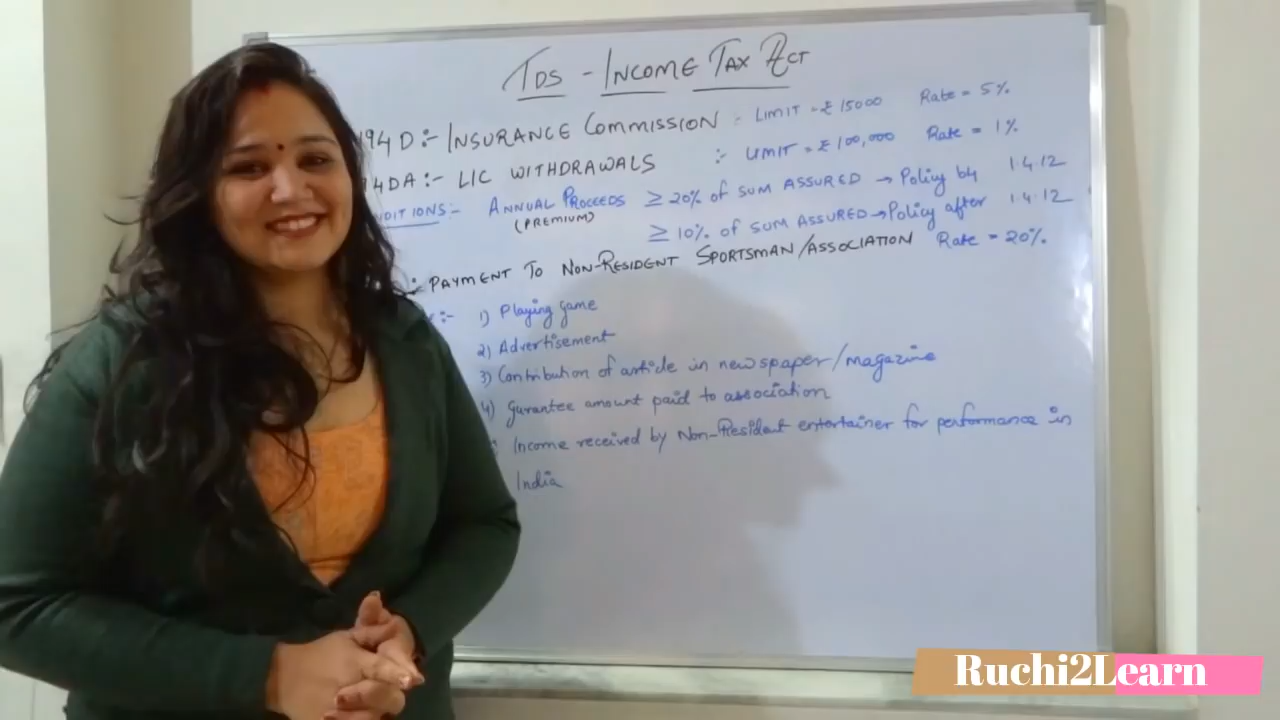 TDS - INCOME TAX ACT
194D:- INSURANCE COMMISSION :- LIMIT = ₹ 15000 Rate = 5%
4DA:- LIC WITHDRAWALS :- LIMIT = ₹ 100,000 Rate = 1%
NDITIONS:- ANNUAL PROCEEDS ≥ 20% of SUM ASSURED → Policy by 1.4.12
(PREMIUM)
≥ 10% of SUM ASSURED → Policy after 1.4.12
:- PAYMENT TO NON-RESIDENT SPORTSMAN/ASSOCIATION Rate = 20%
:- 1) Playing game
2) Advertisement
3) Contribution of article in newspaper/magazine
4) Gurantee amount paid to association
Income received by Non-Resident entertainer for performance in
India
Ruchi2Learn